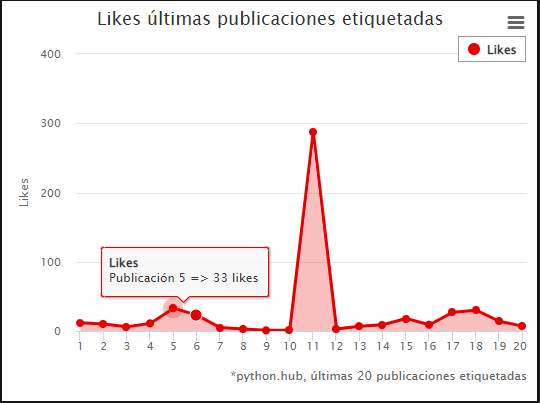 Likes últimas publicaciones etiquetadas
Likes
400
300
200
100
0
Likes
Likes
Publicación 5 => 33 likes
1 2 3 4 5 6 7 8 9 10 11 12 13 14 15 16 17 18 19 20
*python.hub, últimas 20 publicaciones etiquetadas